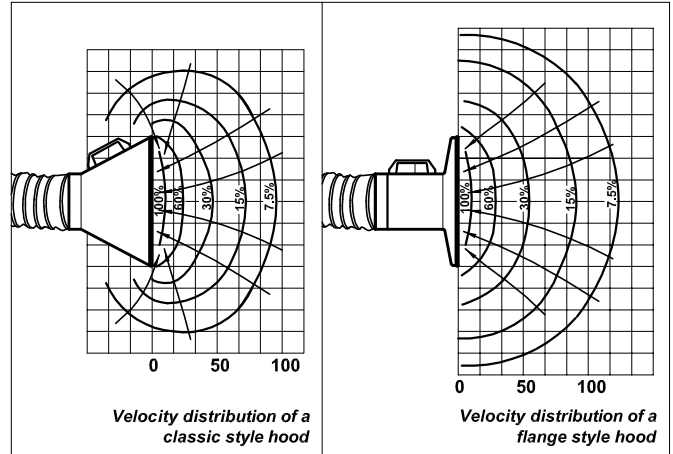 100%
60%
30%
15%
7.5%
0 50 100
Velocity distribution of a
classic style hood
100%
60%
30%
15%
7.5%
0 50 100
Velocity distribution of a
flange style hood